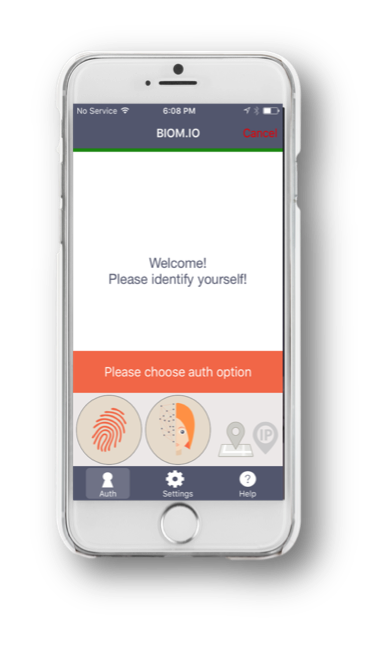 No Service 6:08 PM
BIOM.IO Cancel
Welcome!
Please identify yourself!
Please choose auth option
IP
Auth Settings Help
?